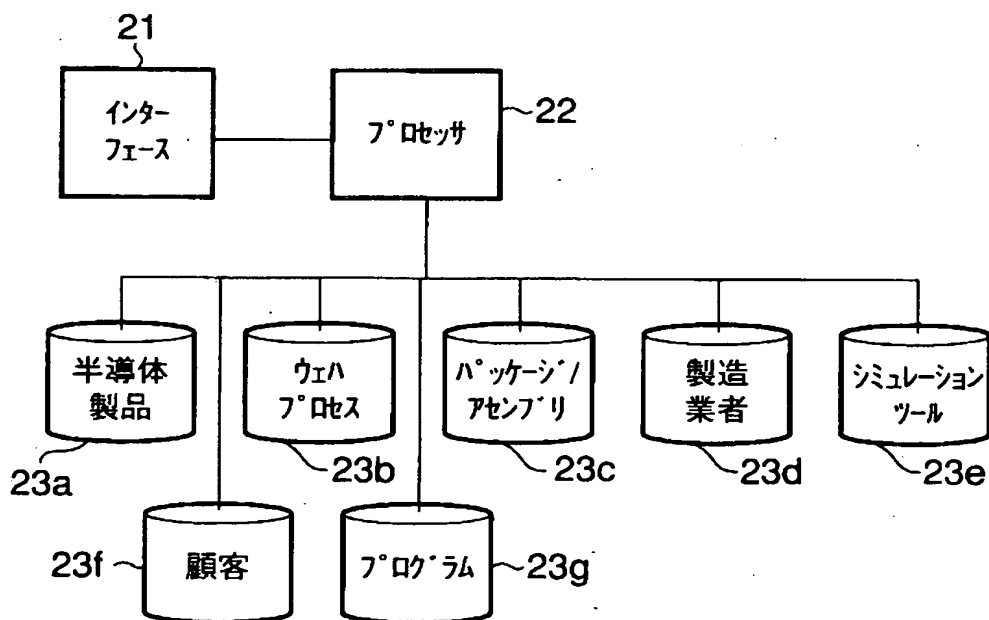 21
インター
フェース
プロセッサ
22
半導体
製品
ウェハ
プロセス
パッケージ/
アセンブリ
製造
業者
シミュレーション
ツール
23a
23b
23c
23d
23e
23f
顧客
プログラム
23g